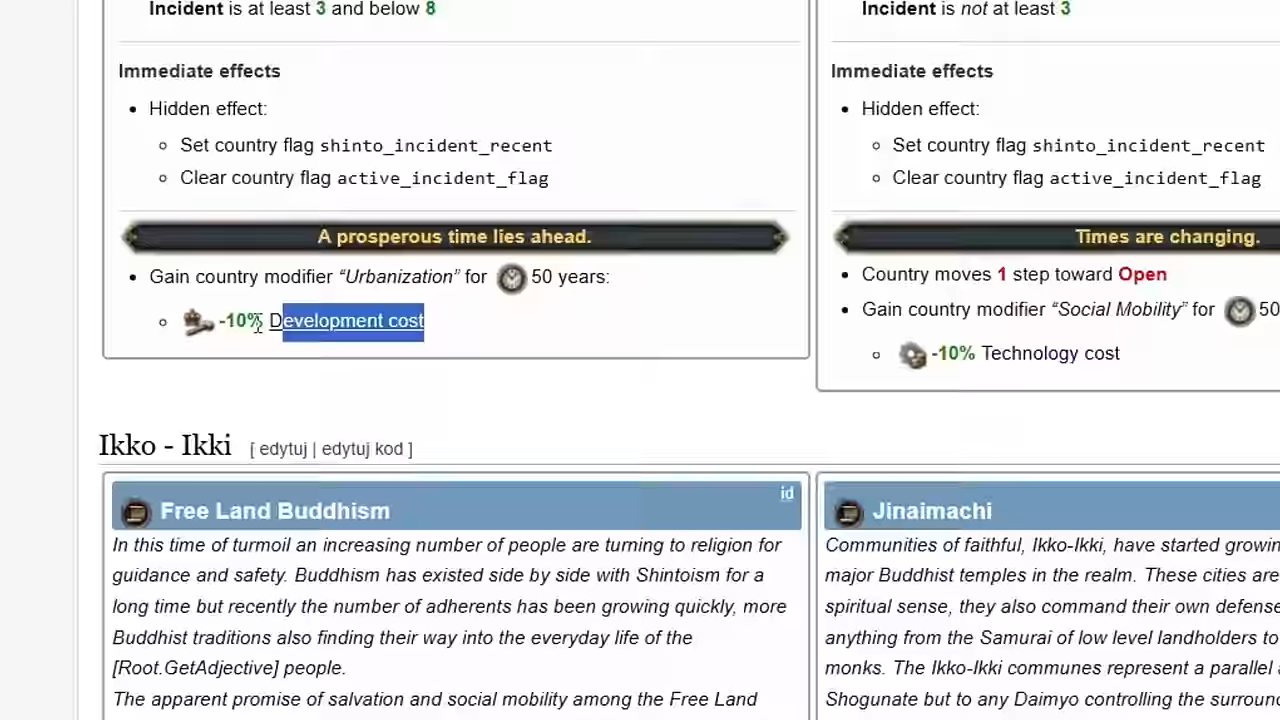 Incident is at least 3 and below 8
Immediate effects
Hidden effect:
Set country flag shinto_incident_recent
Clear country flag active_incident_flag
A prosperous time lies ahead.
Gain country modifier “Urbanization” for 50 years:
-10% Development cost
Incident is not at least 3
Immediate effects
Hidden effect:
Set country flag shinto_incident_recent
Clear country flag active_incident_flag
Times are changing.
Country moves 1 step toward Open
Gain country modifier “Social Mobility” for 50
-10% Technology cost
Ikko - Ikki [ edytuj | edytuj kod ]
Free Land Buddhism id
In this time of turmoil an increasing number of people are turning to religion for
guidance and safety. Buddhism has existed side by side with Shintoism for a
long time but recently the number of adherents has been growing quickly, more
Buddhist traditions also finding their way into the everyday life of the
[Root.GetAdjective] people.
The apparent promise of salvation and social mobility among the Free Land
Jinaimachi
Communities of faithful, Ikko-Ikki, have started growin
major Buddhist temples in the realm. These cities are
spiritual sense, they also command their own defense
anything from the Samurai of low level landholders to
monks. The Ikko-Ikki communes represent a parallel
Shogunate but to any Daimyo controlling the surroun